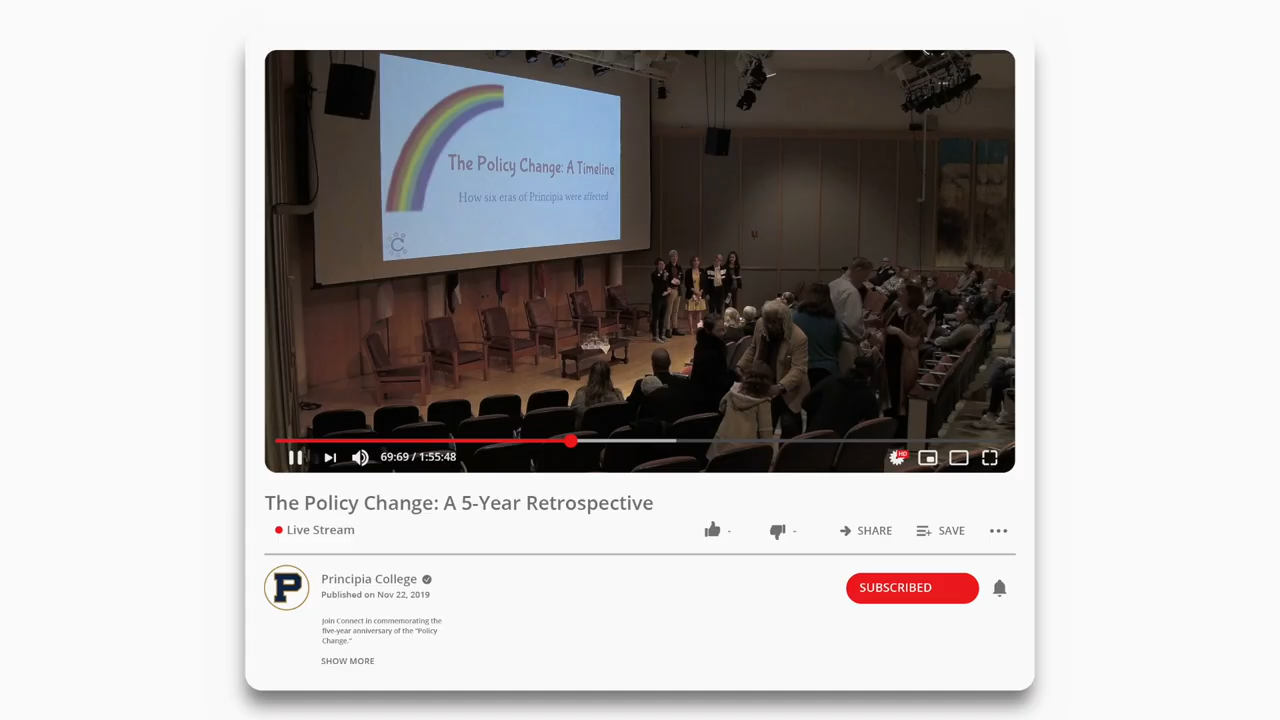 The Policy Change: A Timeline
How six eras of Principia were affected
C
69:69 / 1:55:48
HD
The Policy Change: A 5-Year Retrospective
Live Stream
-
-
SHARE
SAVE
P
Principia College
Published on Nov 22, 2019
SUBSCRIBED
Join Connect in commemorating the
five-year anniversary of the "Policy
Change."
SHOW MORE